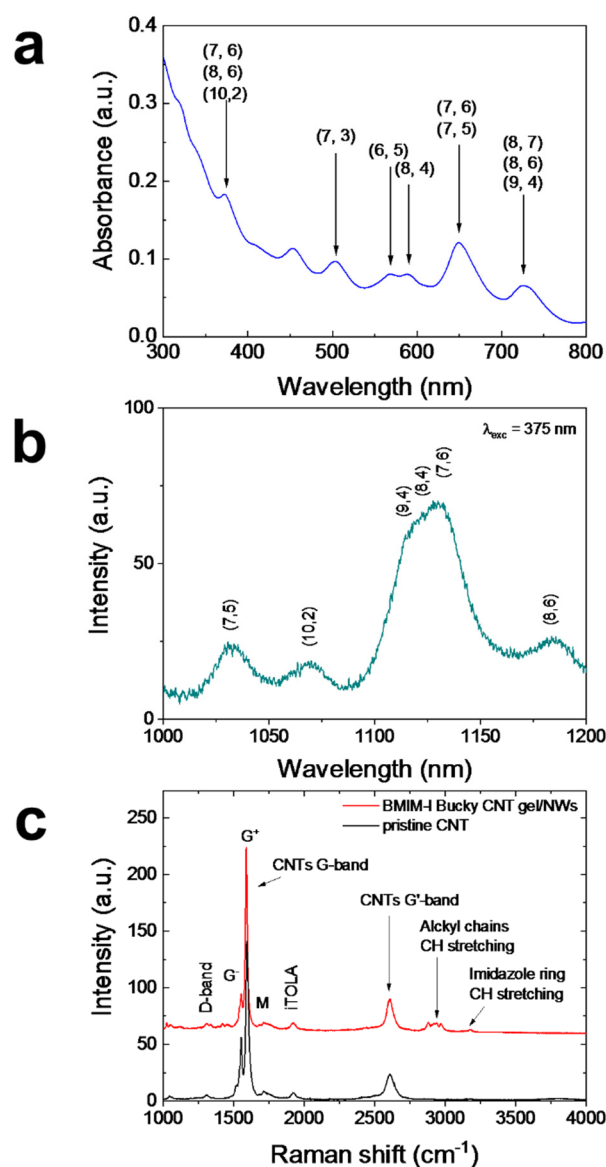 a
Absorbance (a.u.)
0.4
0.3
0.2
0.1
0.0
(7, 6)
(8, 6)
(10,2)
(7, 3)
(6, 5)
(8, 4)
(7, 6)
(7, 5)
(8, 7)
(8, 6)
(9, 4)
300 400 500 600 700 800
Wavelength (nm)
b
Intensity (a.u.)
100
50
0
λexc = 375 nm
(7,5)
(10,2)
(9,4)
(8,4)
(7,6)
(8,6)
1000 1050 1100 1150 1200
Wavelength (nm)
c
Intensity (a.u.)
250
200
150
100
50
0
BMIM-I Bucky CNT gel/NWs
pristine CNT
G+
CNTs G-band
D-band
G-
M
iTOLA
CNTs G'-band
Alckyl chains
CH stretching
Imidazole ring
CH stretching
1000 1500 2000 2500 3000 3500 4000
Raman shift (cm-1)